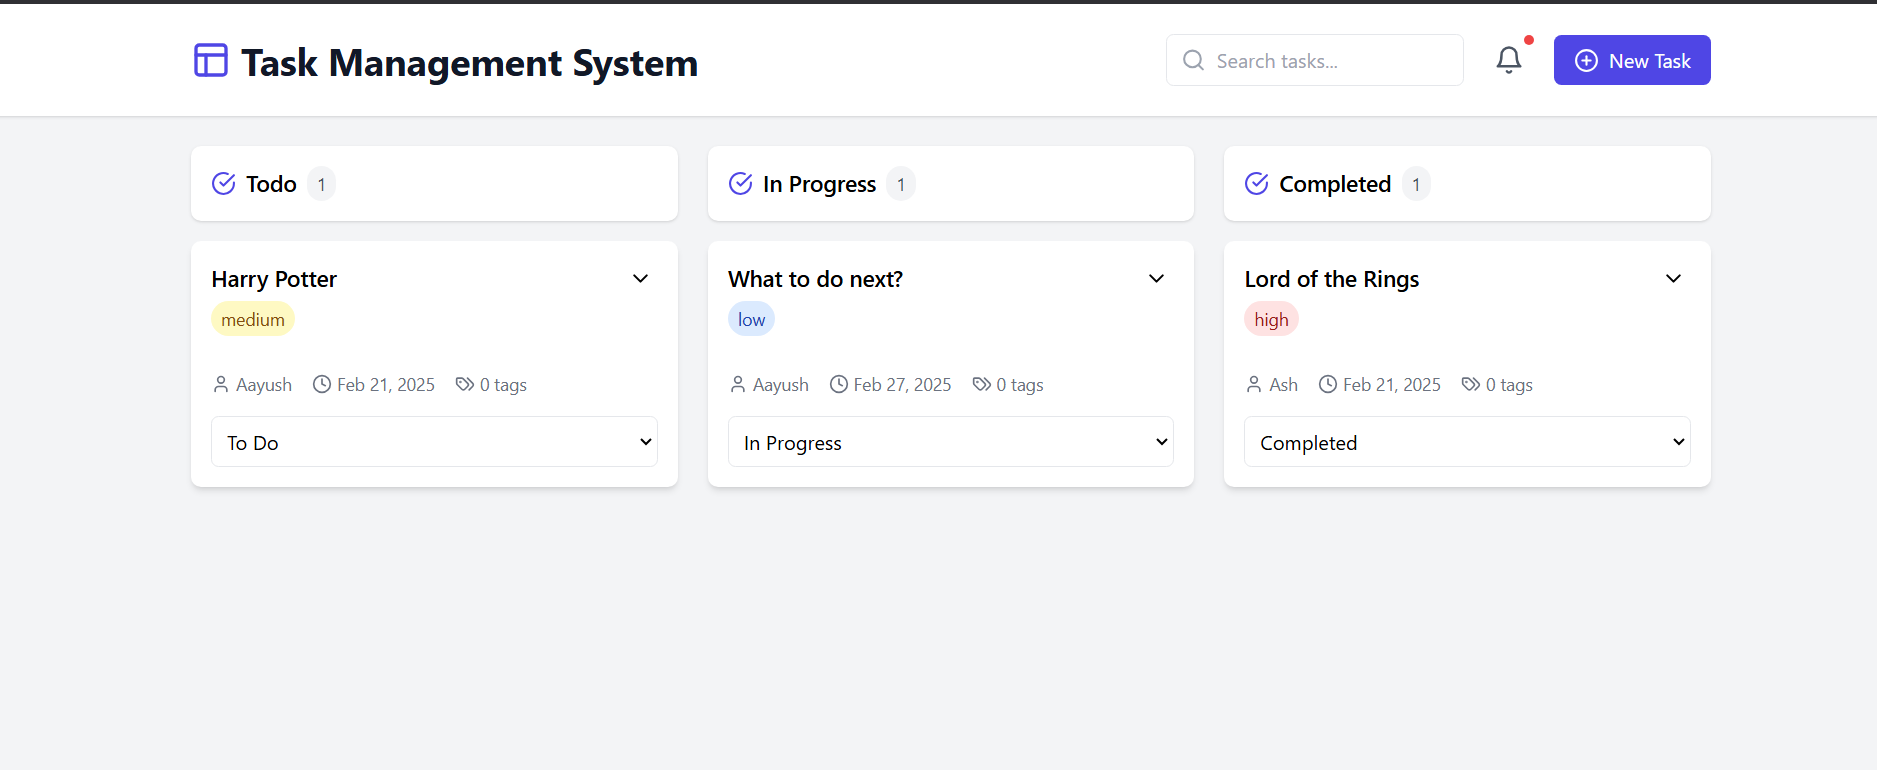 Task Management System
Search tasks...
New Task
Todo 1
In Progress 1
Completed 1
Harry Potter
medium
Aayush Feb 21, 2025 0 tags
To Do
What to do next?
low
Aayush Feb 27, 2025 0 tags
In Progress
Lord of the Rings
high
Ash Feb 21, 2025 0 tags
Completed